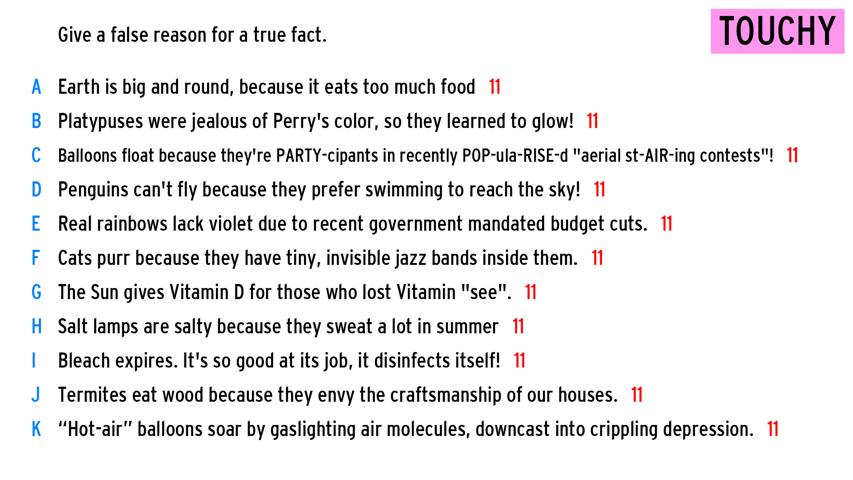 Give a false reason for a true fact.
TOUCHY
A Earth is big and round, because it eats too much food 11
B Platypuses were jealous of Perry's color, so they learned to glow! 11
C Balloons float because they're PARTY-cipants in recently POP-ula-RISE-d "aerial st-AIR-ing contests"! 11
D Penguins can't fly because they prefer swimming to reach the sky! 11
E Real rainbows lack violet due to recent government mandated budget cuts. 11
F Cats purr because they have tiny, invisible jazz bands inside them. 11
G The Sun gives Vitamin D for those who lost Vitamin "see". 11
H Salt lamps are salty because they sweat a lot in summer 11
I Bleach expires. It's so good at its job, it disinfects itself! 11
J Termites eat wood because they envy the craftsmanship of our houses. 11
K “Hot-air” balloons soar by gaslighting air molecules, downcast into crippling depression. 11